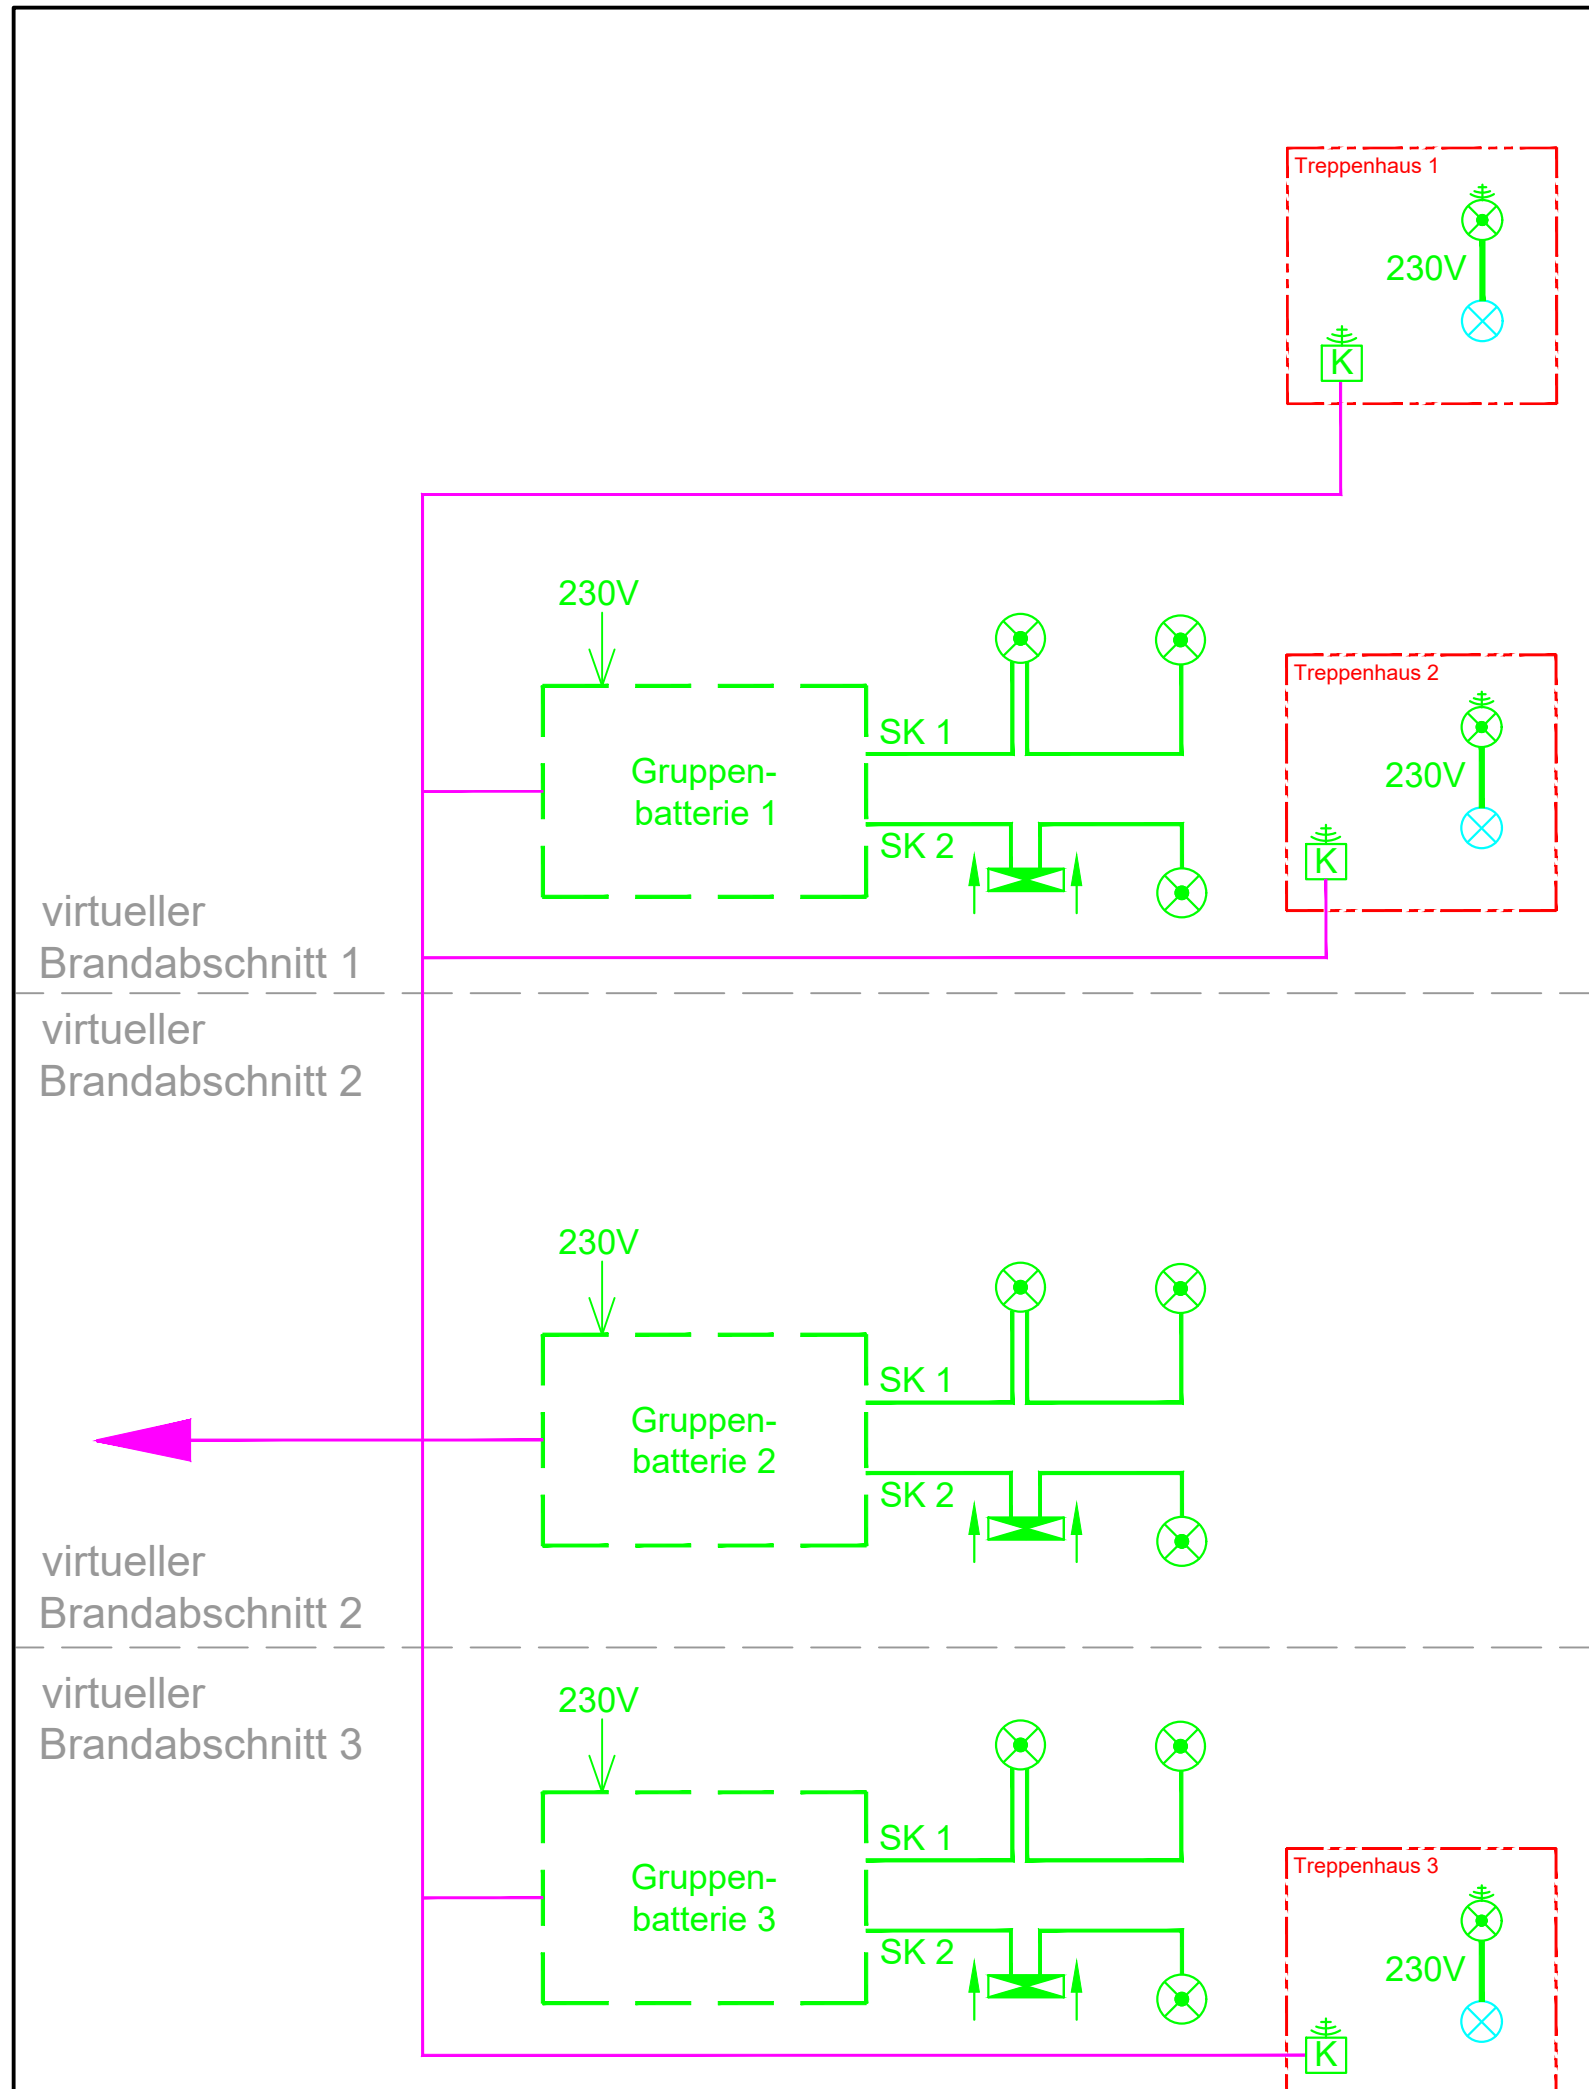 Treppenhaus 1
230V
K
230V
SK 1
Gruppen-
batterie 1
SK 2
Treppenhaus 2
230V
K
virtueller
Brandabschnitt 1
virtueller
Brandabschnitt 2
230V
SK 1
Gruppen-
batterie 2
SK 2
virtueller
Brandabschnitt 2
virtueller
Brandabschnitt 3
230V
SK 1
Gruppen-
batterie 3
SK 2
Treppenhaus 3
230V
K